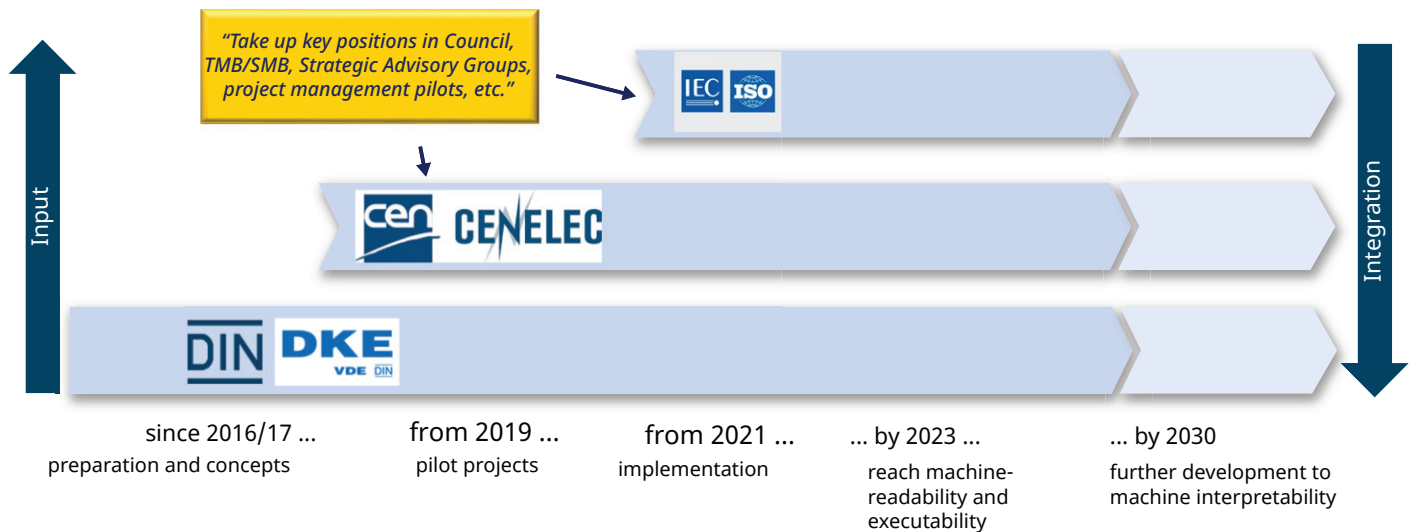 “Take up key positions in Council,
TMB/SMB, Strategic Advisory Groups,
project management pilots, etc.”
IEC ISO
Input
cen CENELEC
Integration
DIN DKE
VDE DIN
since 2016/17 ...
preparation and concepts
from 2019 ...
pilot projects
from 2021 ...
implementation
... by 2023 ...
reach machine-
readability and
executability
... by 2030
further development to
machine interpretability